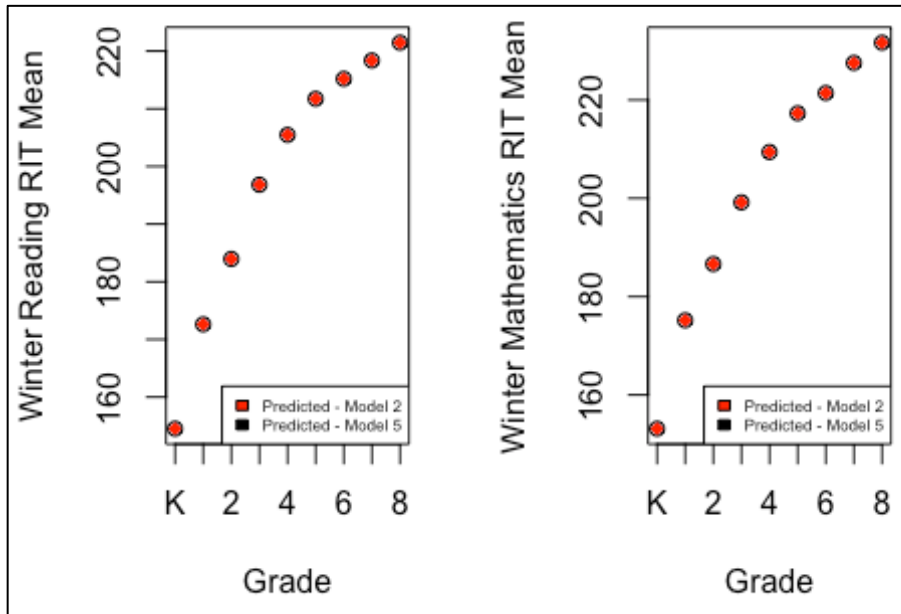 Winter Reading RIT Mean
220
200
180
160
Predicted - Model 2
Predicted - Model 5
K 2 4 6 8
Grade
Winter Mathematics RIT Mean
220
200
180
160
Predicted - Model 2
Predicted - Model 5
K 2 4 6 8
Grade